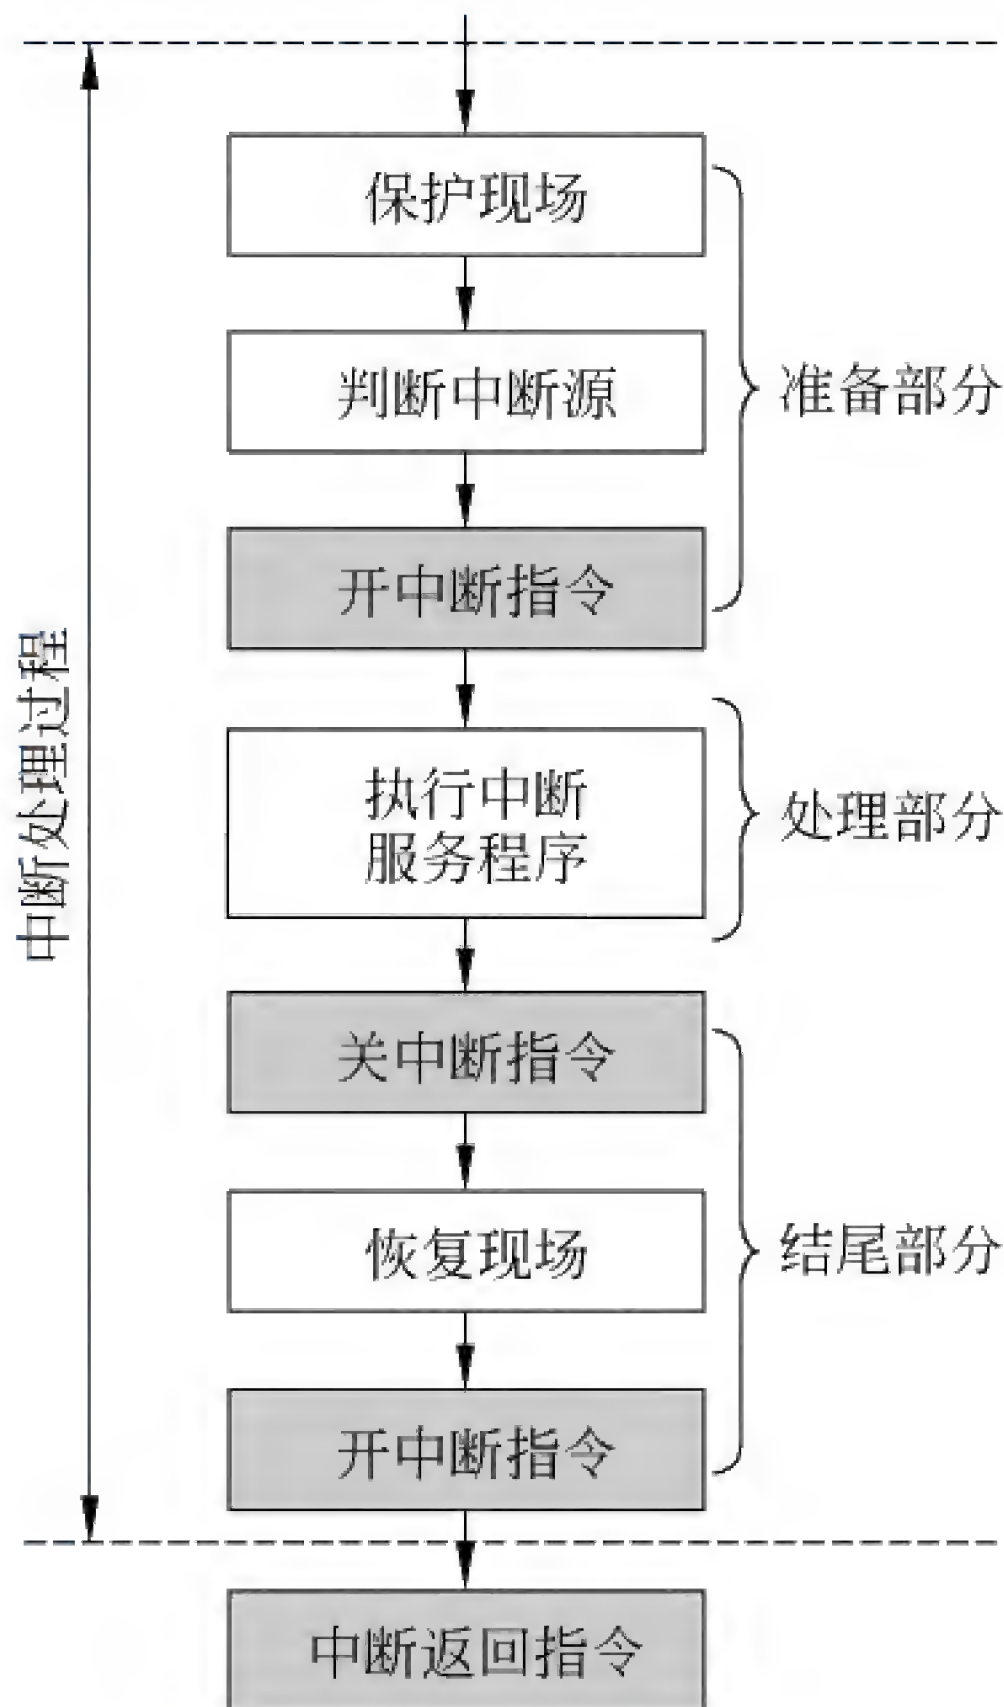 保护现场
判断中断源
开中断指令
准备部分
执行中断
服务程序
处理部分
中断处理过程
关中断指令
恢复现场
开中断指令
结尾部分
中断返回指令